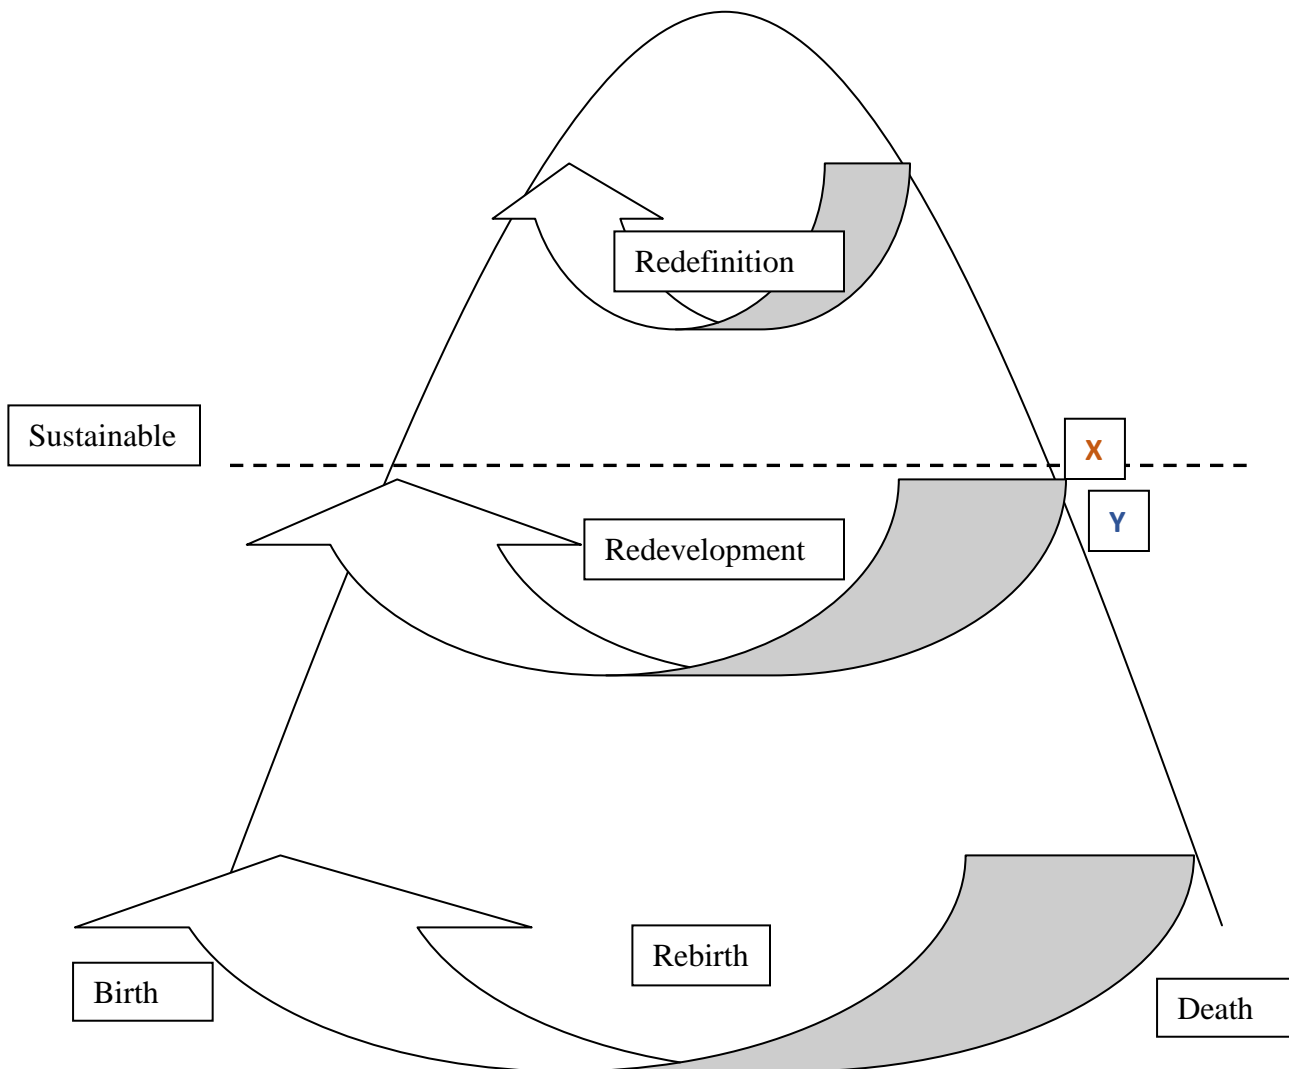 Redefinition
Sustainable
X
Y
Redevelopment
Rebirth
Birth
Death